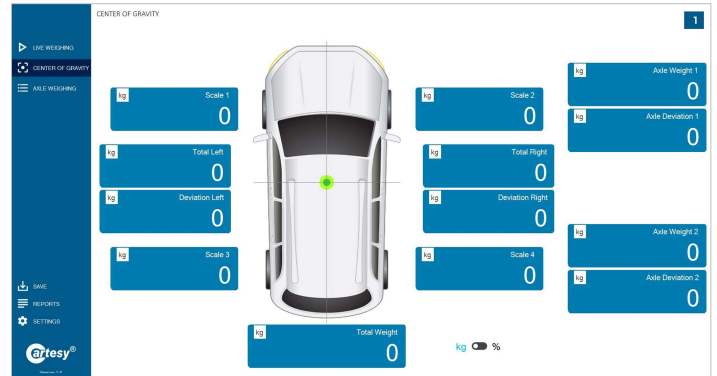 CENTER OF GRAVITY
1
LIVE WEIGHING
CENTER OF GRAVITY
AXLE WEIGHING
kg Scale 1
0
kg Scale 2
0
kg Axle Weight 1
0
kg Axle Deviation 1
0
kg Total Left
0
kg Total Right
0
kg Deviation Left
0
kg Deviation Right
0
kg Axle Weight 2
0
kg Scale 3
0
kg Scale 4
0
kg Axle Deviation 2
0
SAVE
REPORTS
SETTINGS
kg Total Weight
0
kg %
artesy®